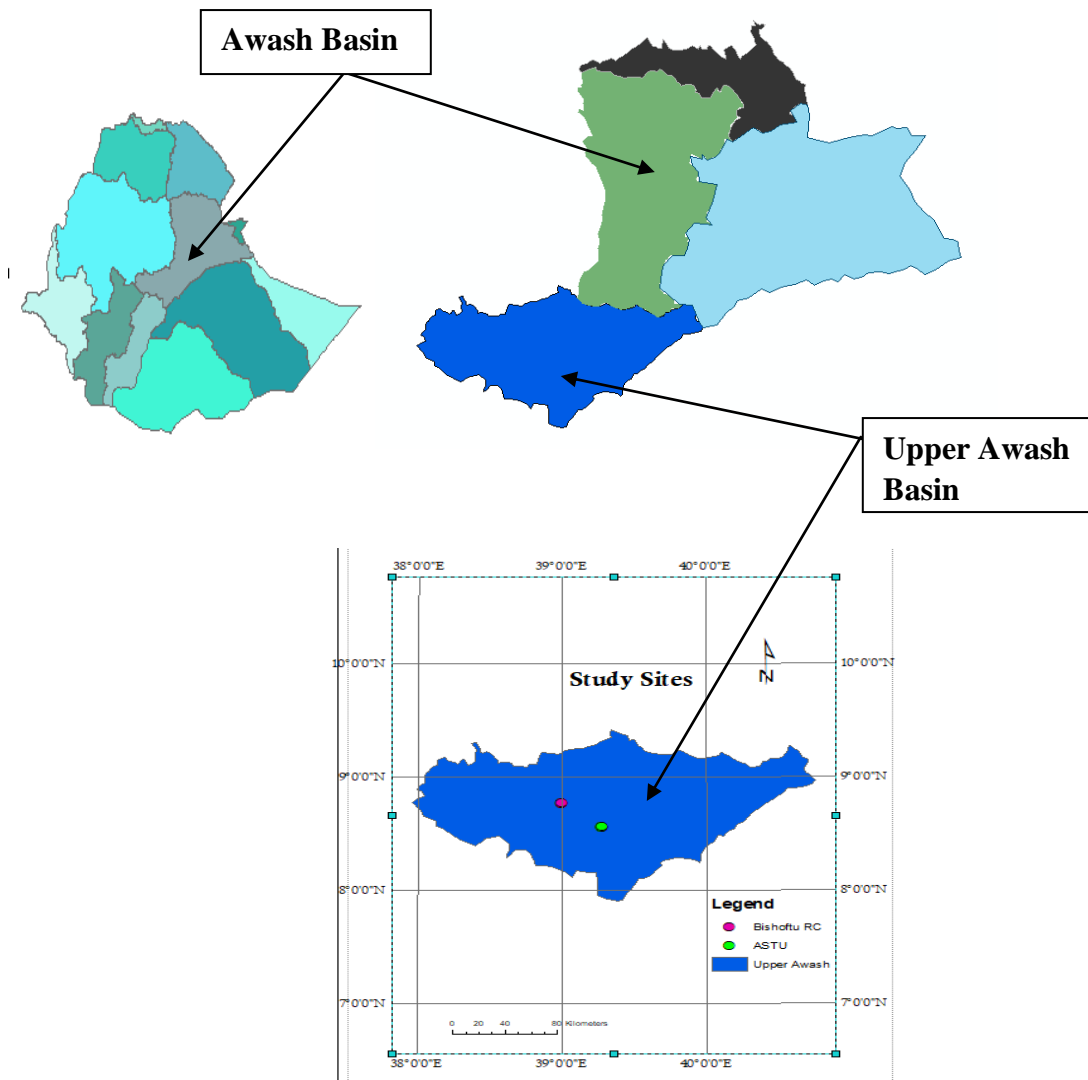 Awash Basin
Upper Awash
Basin
38°0'0"E 39°0'0"E 40°0'0"E
10°0'0"N 10°0'0"N
Study Sites
N
9°0'0"N 9°0'0"N
8°0'0"N 8°0'0"N
Legend
Bishoftu RC
ASTU
Upper Awash
7°0'0"N 7°0'0"N
0 20 40 80 Kilometers
38°0'0"E 39°0'0"E 40°0'0"E